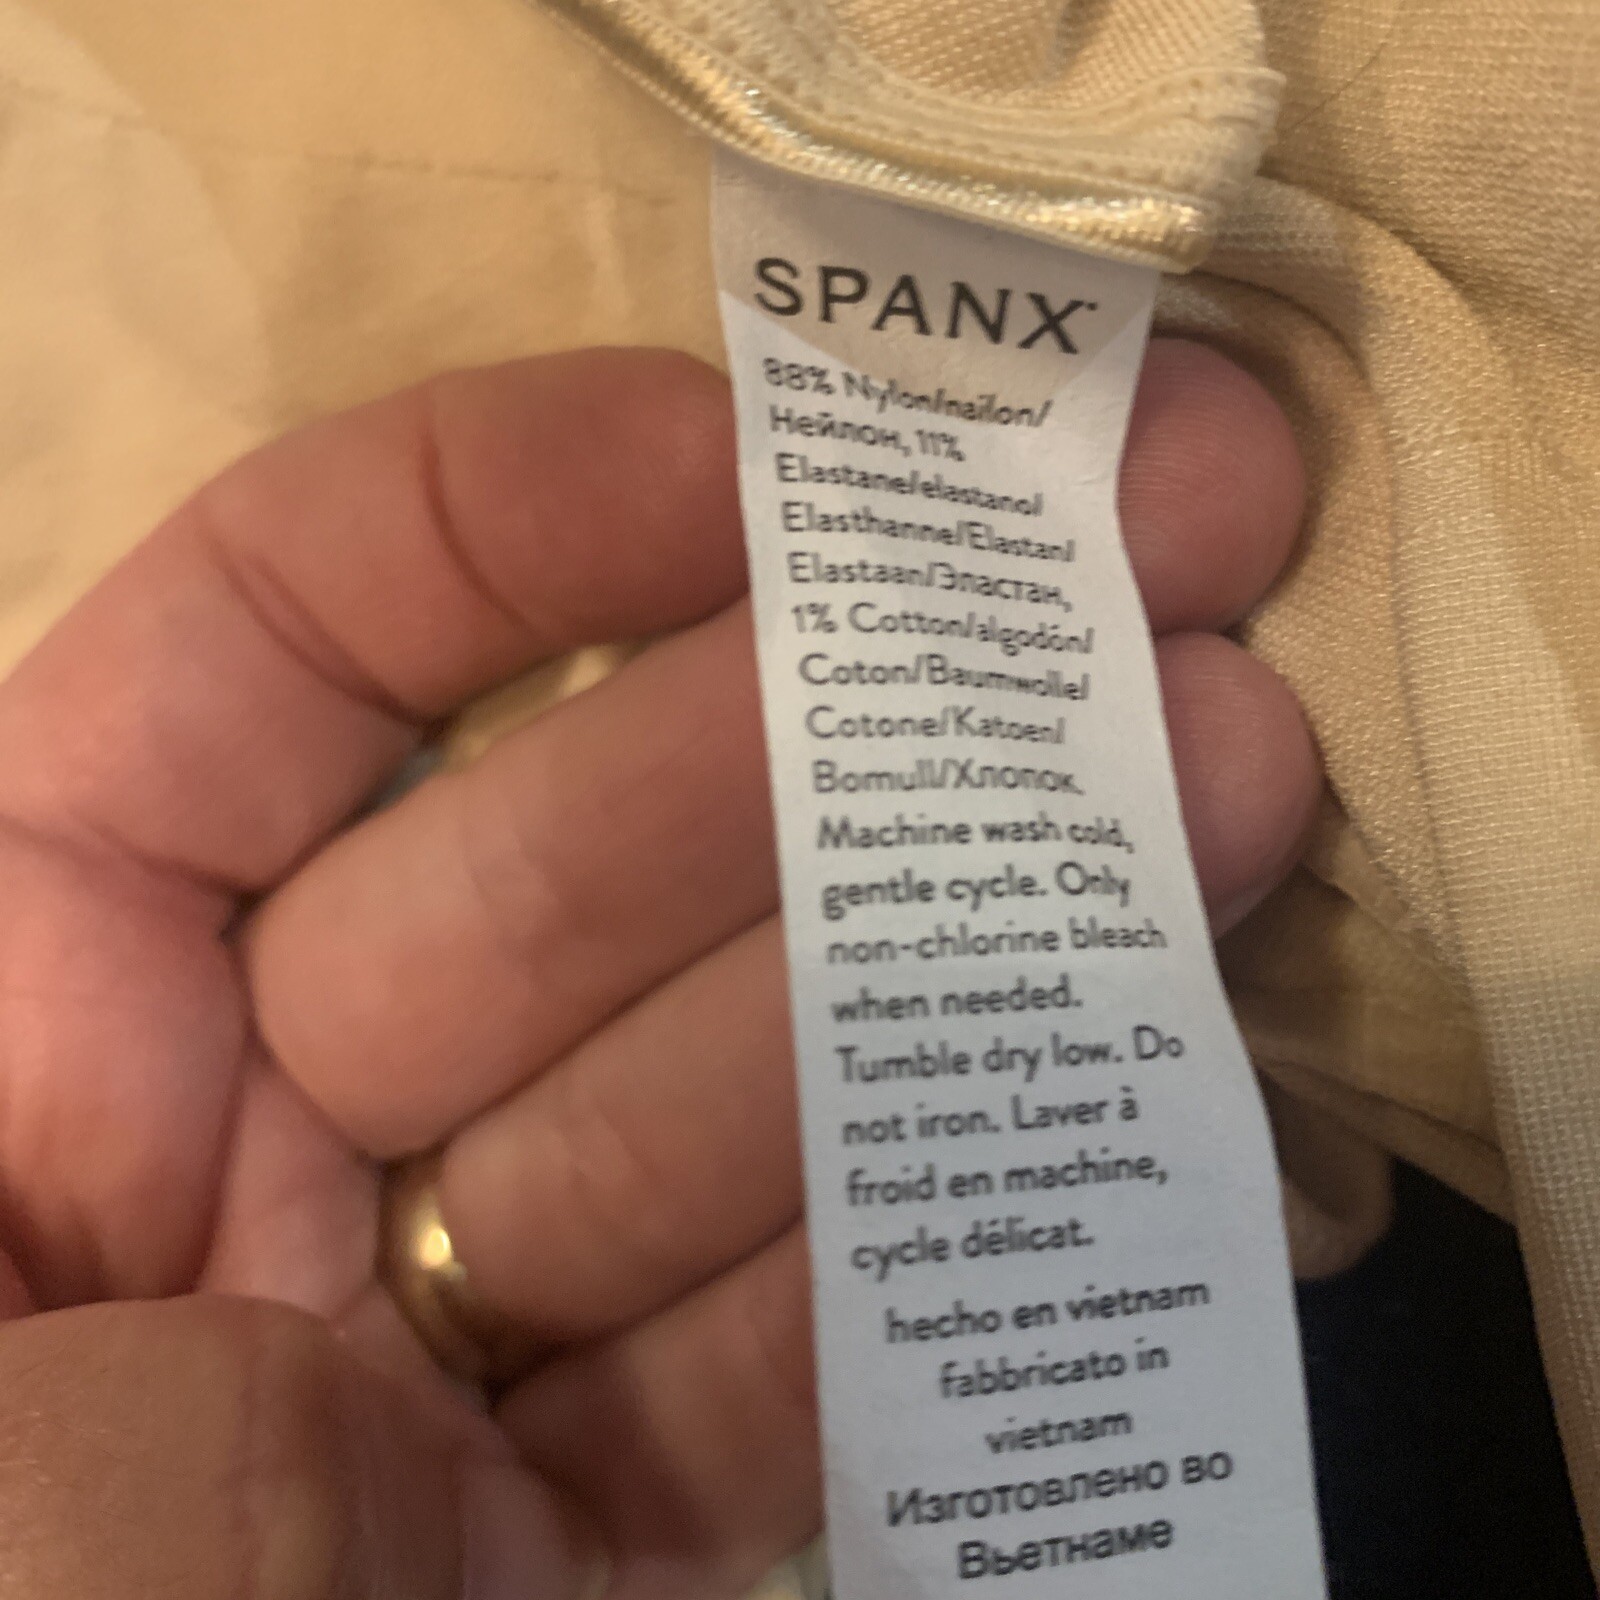 SPANX
88% Nylon/naïlon/
Нейлон, 11%
Elastane/elastano/
Elasthanne/Elastan/
Elastaan/Эластан,
1% Cotton/algodón/
Coton/Baumwolle/
Cotone/Katoen/
Bomull/Хлопок.
Machine wash cold,
gentle cycle. Only
non-chlorine bleach
when needed.
Tumble dry low. Do
not iron. Laver à
froid en machine,
cycle délicat.
hecho en vietnam
fabbricato in
vietnam
Изготовлено во
Вьетнаме